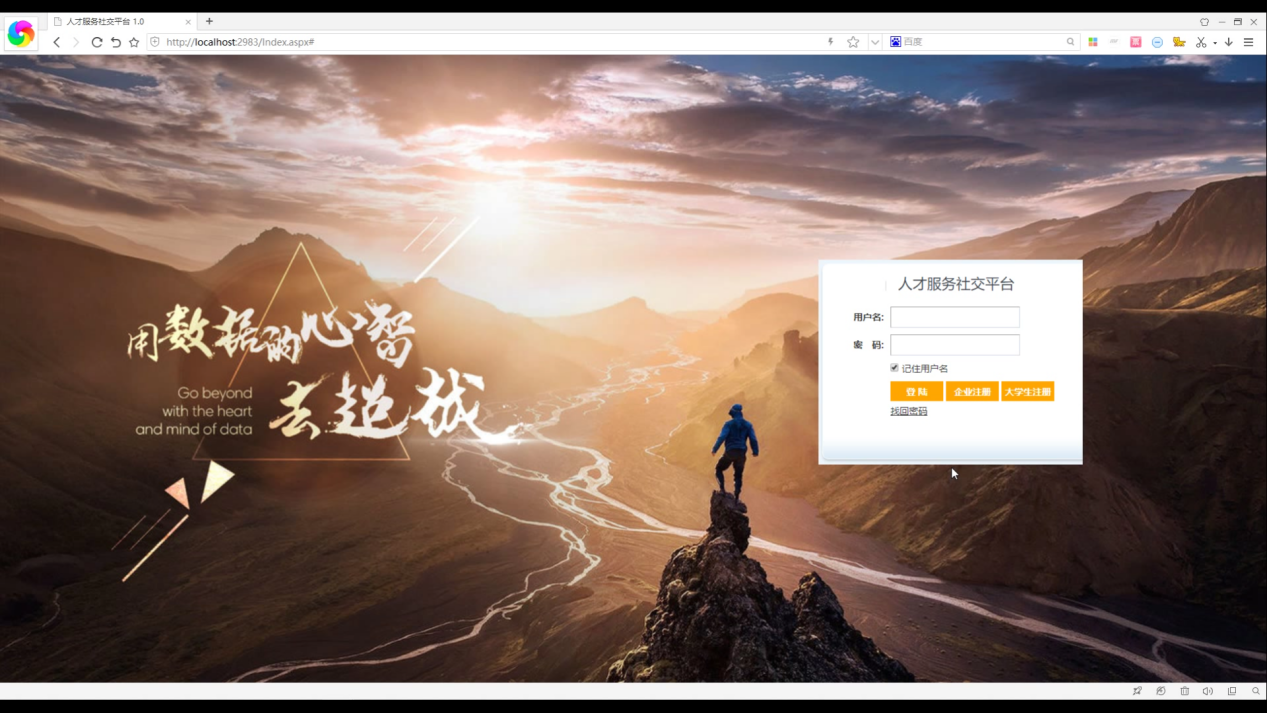 人才服务社交平台 1.0
http://localhost:2983/Index.aspx#
百度
用数据的心智
去超越
Go beyond
with the heart
and mind of data
人才服务社交平台
用户名:
密 码:
记住用户名
登 陆 企业注册 大学生注册
找回密码